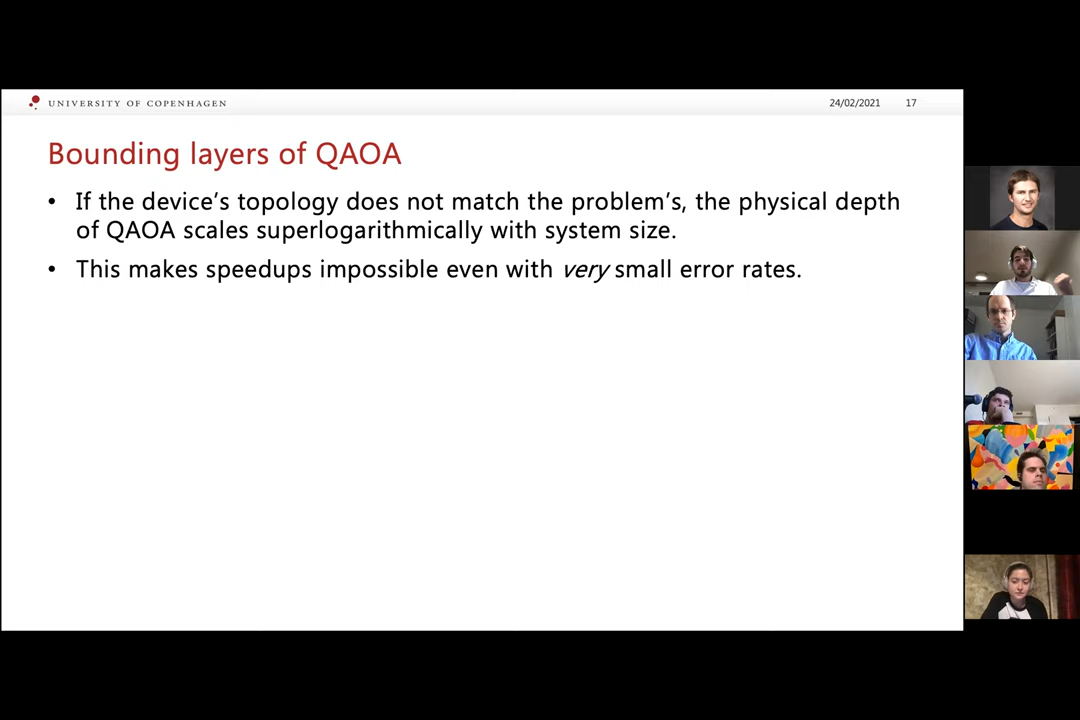 UNIVERSITY OF COPENHAGEN
24/02/2021 17
Bounding layers of QAOA
• If the device's topology does not match the problem's, the physical depth
of QAOA scales superlogarithmically with system size.
• This makes speedups impossible even with very small error rates.